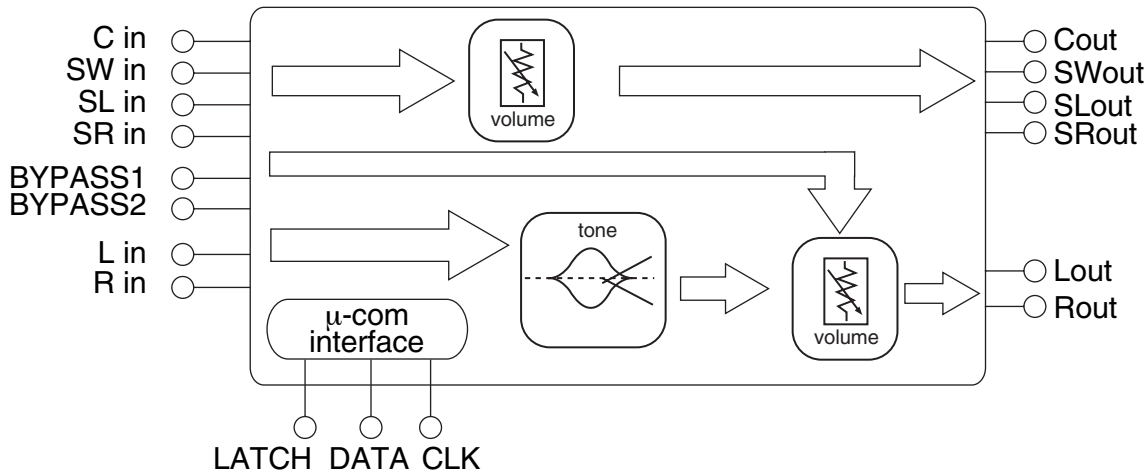 C in
SW in
SL in
SR in
BYPASS1
BYPASS2
L in
R in
volume
tone
volume
μ-com
interface
LATCH DATA CLK
Cout
SWout
SLout
SRout
Lout
Rout